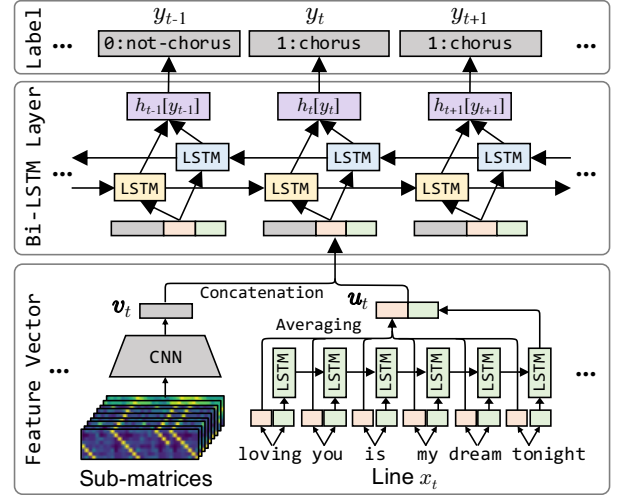 Label
y_{t-1} y_t y_{t+1}
... 0:not-chorus 1:chorus 1:chorus ...
Bi-LSTM Layer
h_{t-1}[y_{t-1}] h_t[y_t] h_{t+1}[y_{t+1}]
LSTM LSTM LSTM
... LSTM LSTM LSTM ...
Feature Vector
Concatenation
v_t u_t
Averaging
... CNN LSTM LSTM LSTM LSTM LSTM LSTM ...
loving you is my dream tonight
Sub-matrices Line x_t